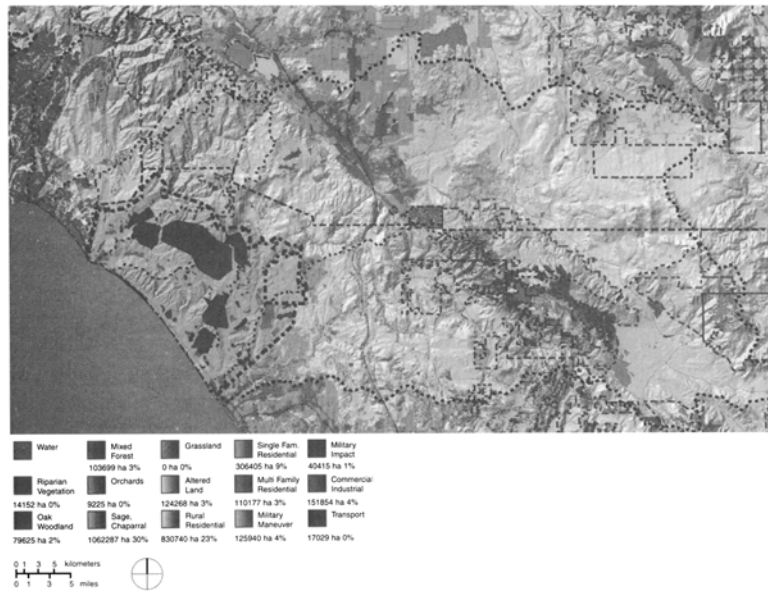 Water
Mixed
Forest
103699 ha 3%
Grassland
0 ha 0%
Single Fam.
Residential
306405 ha 9%
Military
Impact
40415 ha 1%
Riparian
Vegetation
14152 ha 0%
Orchards
9225 ha 0%
Altered
Land
124268 ha 3%
Multi Family
Residential
110177 ha 3%
Commercial
Industrial
151854 ha 4%
Oak
Woodland
79625 ha 2%
Sage,
Chaparral
1062287 ha 30%
Rural
Residential
830740 ha 23%
Military
Maneuver
125940 ha 4%
Transport
17029 ha 0%
0 1 3 5 kilometers
0 1 3 5 miles